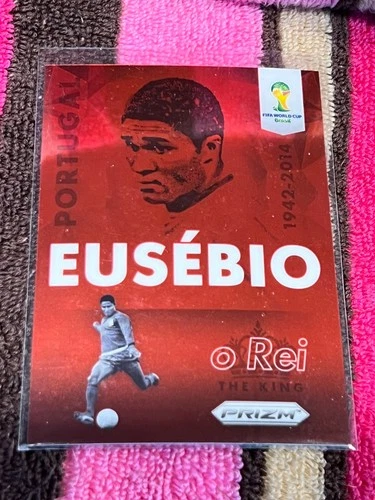 PORTUGAL
FIFA WORLD CUP
Brasil
1942-2014
EUSÉBIO
o Rei
THE KING
PRIZM